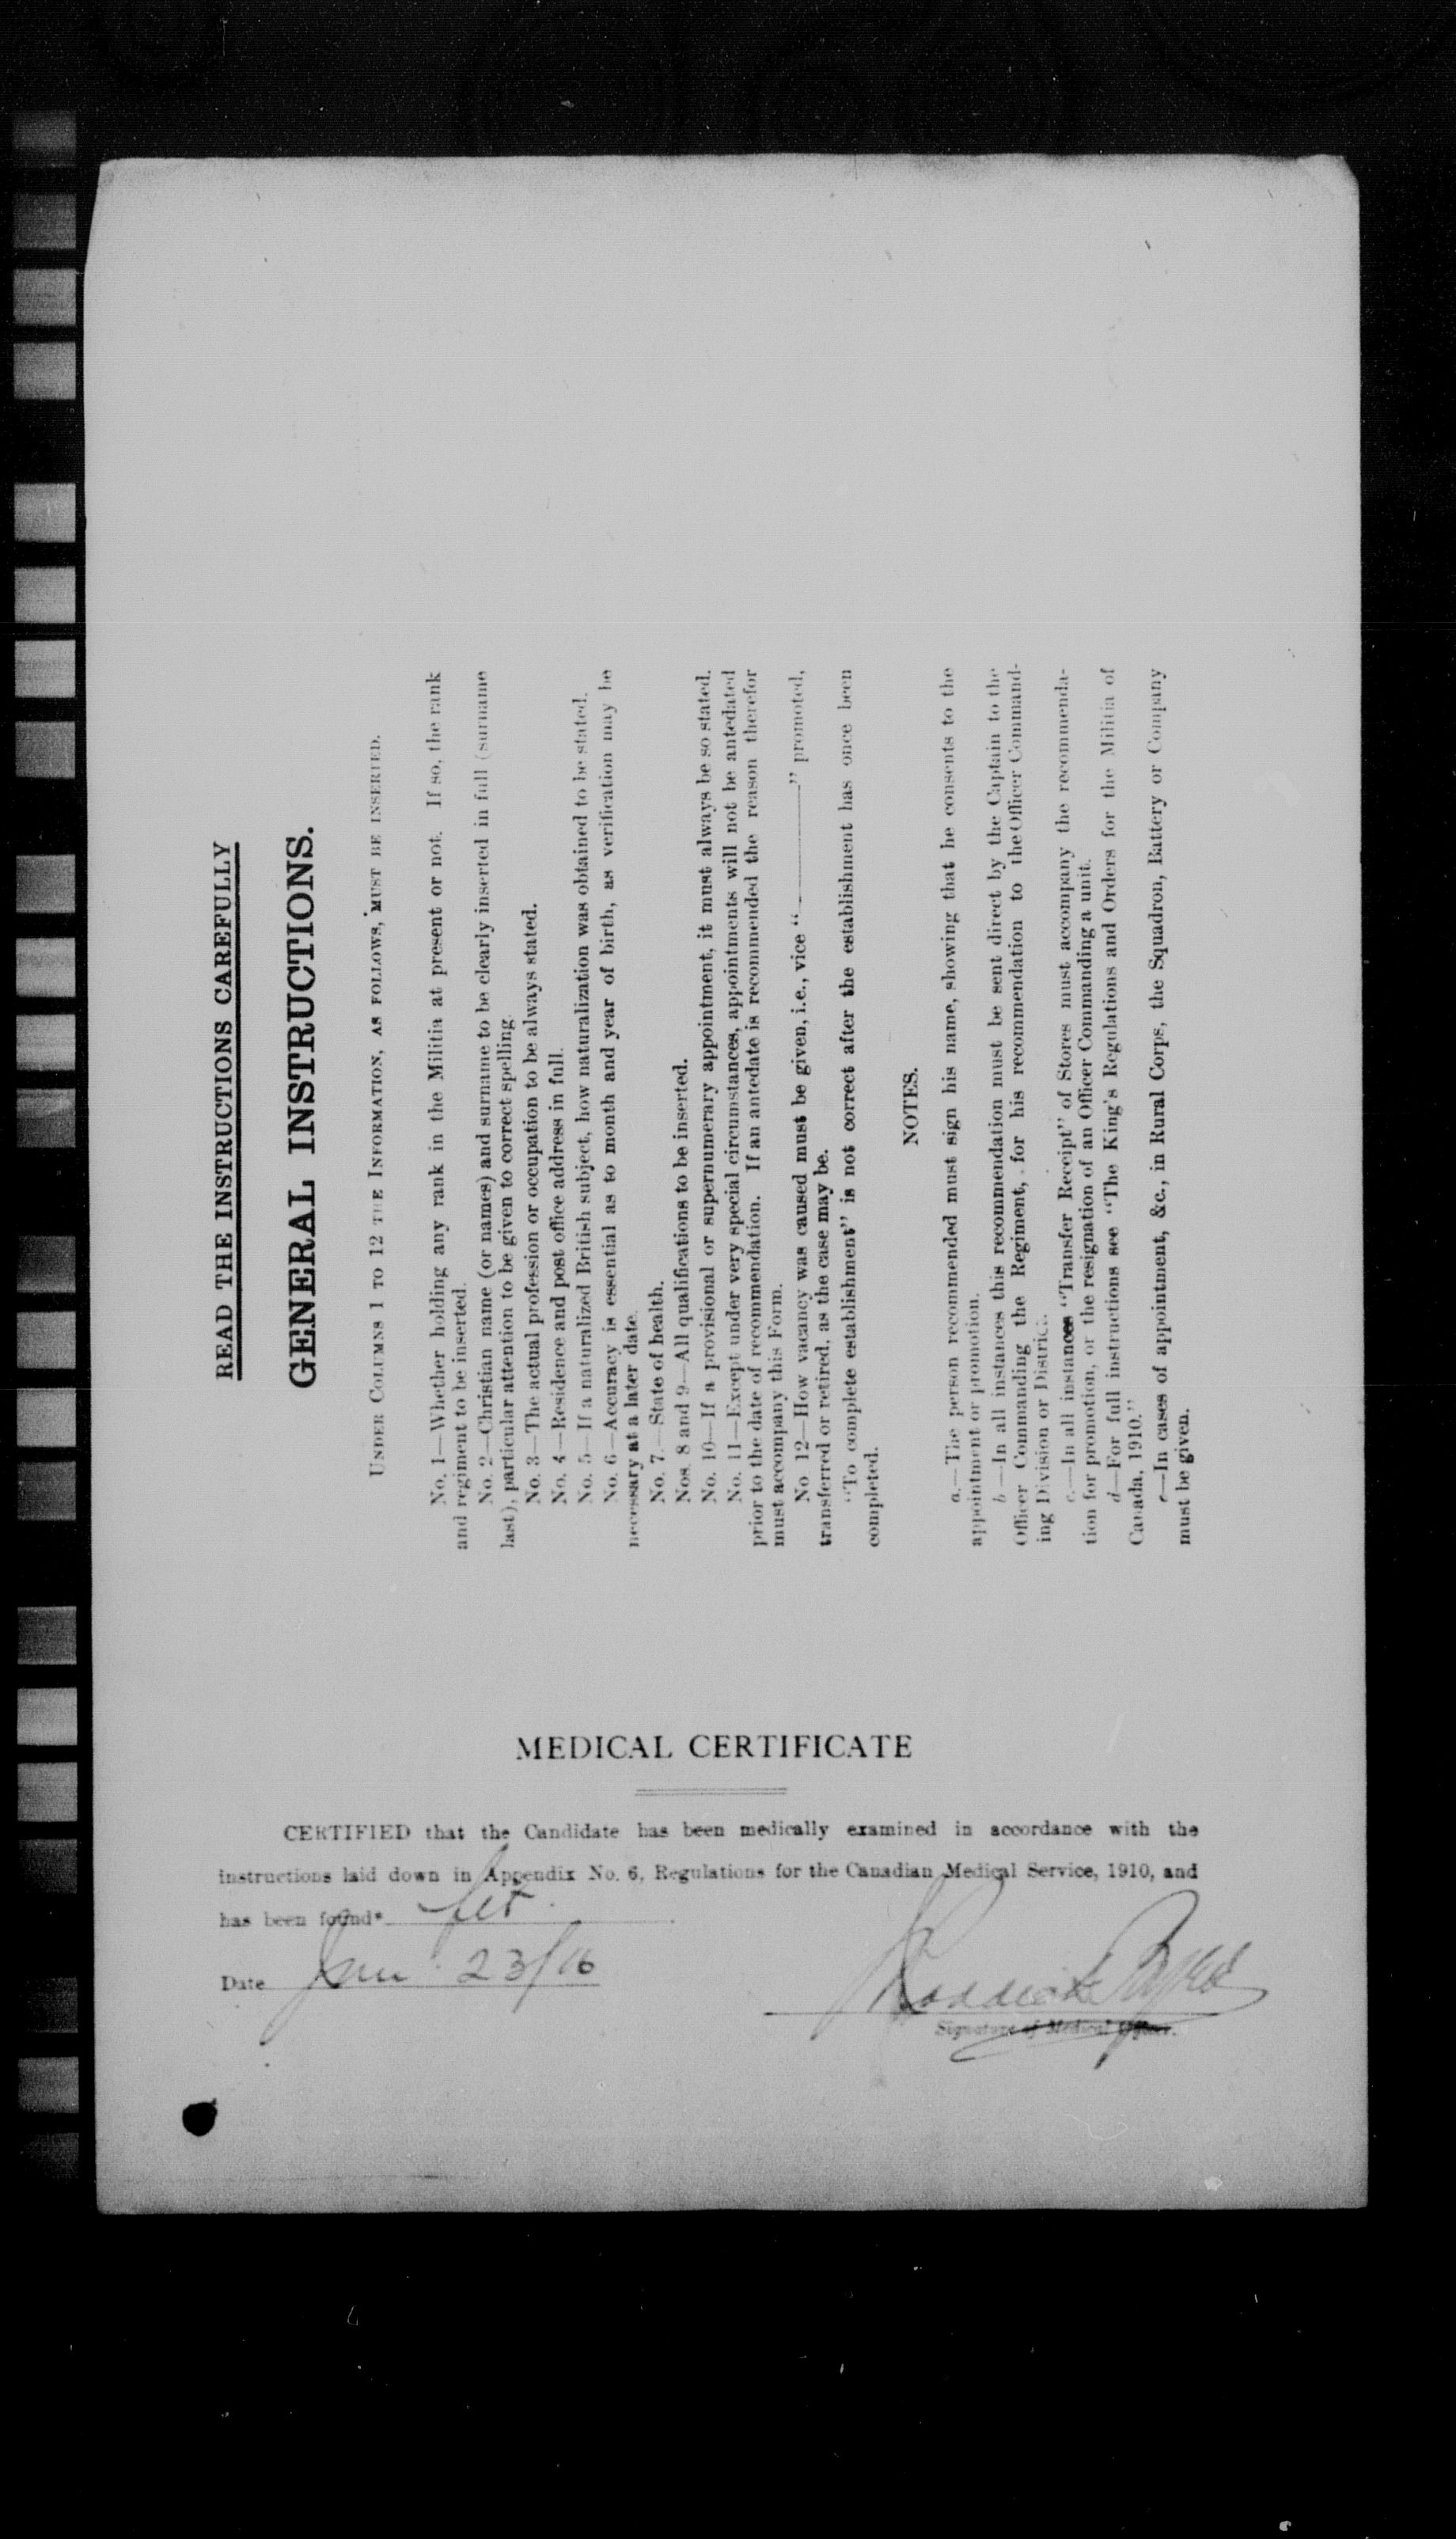 READ THE INSTRUCTIONS CAREFULLY
GENERAL INSTRUCTIONS.
UNDER COLUMNS 1 TO 12 THE INFORMATION, AS FOLLOWS, MUST BE INSERTED.
No. 1—Whether holding any rank in the Militia at present or not. If so, the rank
and regiment to be inserted.
No. 2—Christian name (or names) and surname to be clearly inserted in full (surname
last), particular attention to be given to correct spelling.
No. 3—The actual profession or occupation to be always stated.
No. 4—Residence and post office address in full.
No. 5—If a naturalized British subject, how naturalization was obtained to be stated.
No. 6—Accuracy is essential as to month and year of birth, as verification may be
necessary at a later date.
No. 7.—State of health.
Nos. 8 and 9—All qualifications to be inserted.
No. 10—If a provisional or supernumerary appointment, it must always be so stated.
No. 11—Except under very special circumstances, appointments will not be antedated
prior to the date of recommendation. If an antedate is recommended the reason therefor
must accompany this Form.
No 12—How vacancy was caused must be given, i.e., vice “————” promoted,
transferred or retired, as the case may be.
“To complete establishment” is not correct after the establishment has once been
completed.
NOTES.
a.—The person recommended must sign his name, showing that he consents to the
appointment or promotion.
b—In all instances this recommendation must be sent direct by the Captain to the
Officer Commanding the Regiment, for his recommendation to the Officer Command-
ing Division or District.
c.—In all instances “Transfer Receipt” of Stores must accompany the recommenda-
tion for promotion, or the resignation of an Officer Commanding a unit.
d—For full instructions see “The King's Regulations and Orders for the Militia of
Canada, 1910.”
e—In cases of appointment, &c., in Rural Corps, the Squadron, Battery or Company
must be given.
MEDICAL CERTIFICATE
CERTIFIED that the Candidate has been medically examined in accordance with the
instructions laid down in Appendix No. 6, Regulations for the Canadian Medical Service, 1910, and
has been found* fit.
Date Jan 23/16
Signature of Medical Officer.